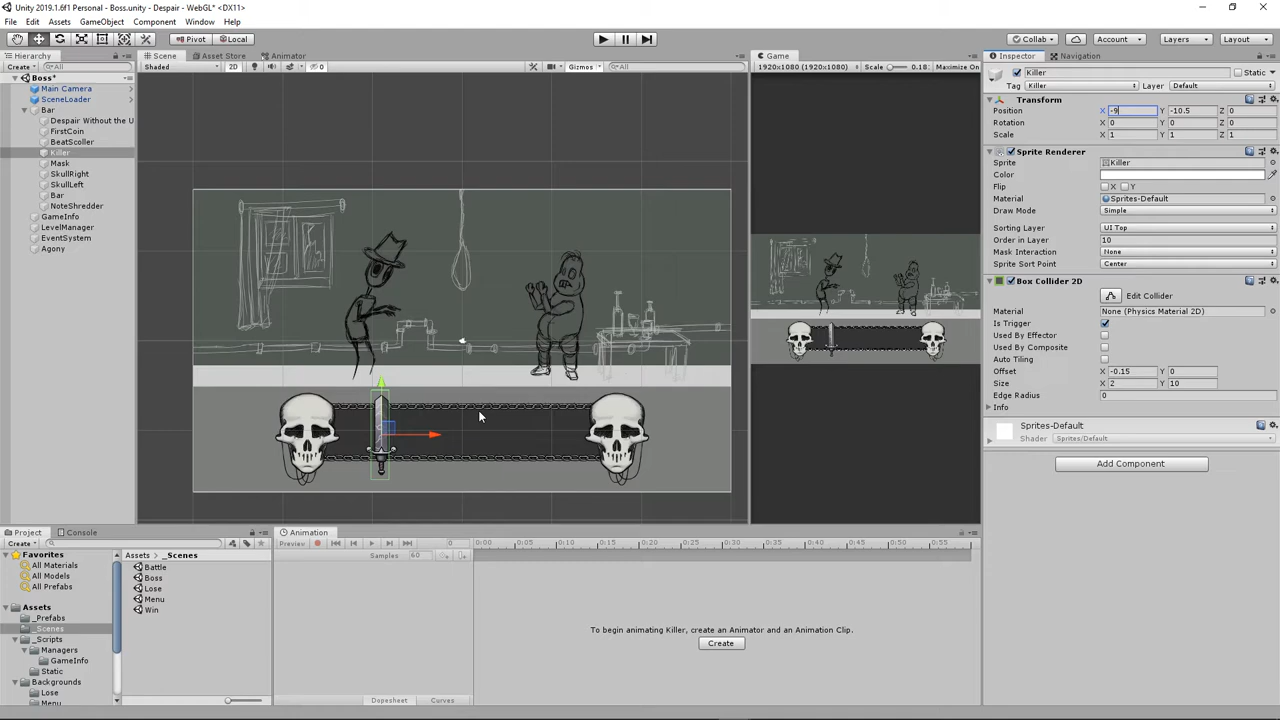 Unity 2019.1.6f1 Personal - Boss.unity - Despair - WebGL* <DX11>
File Edit Assets GameObject Component Window Help
Pivot Local Collab Account Layers Layout
Hierarchy Scene Asset Store Animator Game Inspector Navigation
Create All Shaded 2D 0 Gizmos All 1920x1080 (1920x1080) Scale 0.18 Maximize On
Killer Static
Tag Killer Layer Default
Boss*
Main Camera
SceneLoader
Bar
Despair Without the U
FirstCoin
BeatScoller
Killer
Mask
SkullRight
SkullLeft
Bar
NoteShredder
GameInfo
LevelManager
EventSystem
Agony
Transform
Position X -9 Y -10.5 Z 0
Rotation X 0 Y 0 Z 0
Scale X 1 Y 1 Z 1
Sprite Renderer
Sprite Killer
Color
Flip X Y
Material Sprites-Default
Draw Mode Simple
Sorting Layer UI Top
Order in Layer 10
Mask Interaction None
Sprite Sort Point Center
Box Collider 2D
Edit Collider
Material None (Physics Material 2D)
Is Trigger
Used By Effector
Used By Composite
Auto Tiling
Offset X -0.15 Y 0
Size X 2 Y 10
Edge Radius 0
Info
Sprites-Default
Shader Sprites/Default
Add Component
Project Console
Create
Favorites
All Materials
All Models
All Prefabs
Assets
_Prefabs
_Scenes
_Scripts
Managers
GameInfo
Static
Backgrounds
Lose
Menu
Assets _Scenes
Battle
Boss
Lose
Menu
Win
Animation
Preview 0
Samples 60
0:00 0:05 0:10 0:15 0:20 0:25 0:30 0:35 0:40 0:45 0:50 0:55
To begin animating Killer, create an Animator and an Animation Clip.
Create
Dopesheet Curves